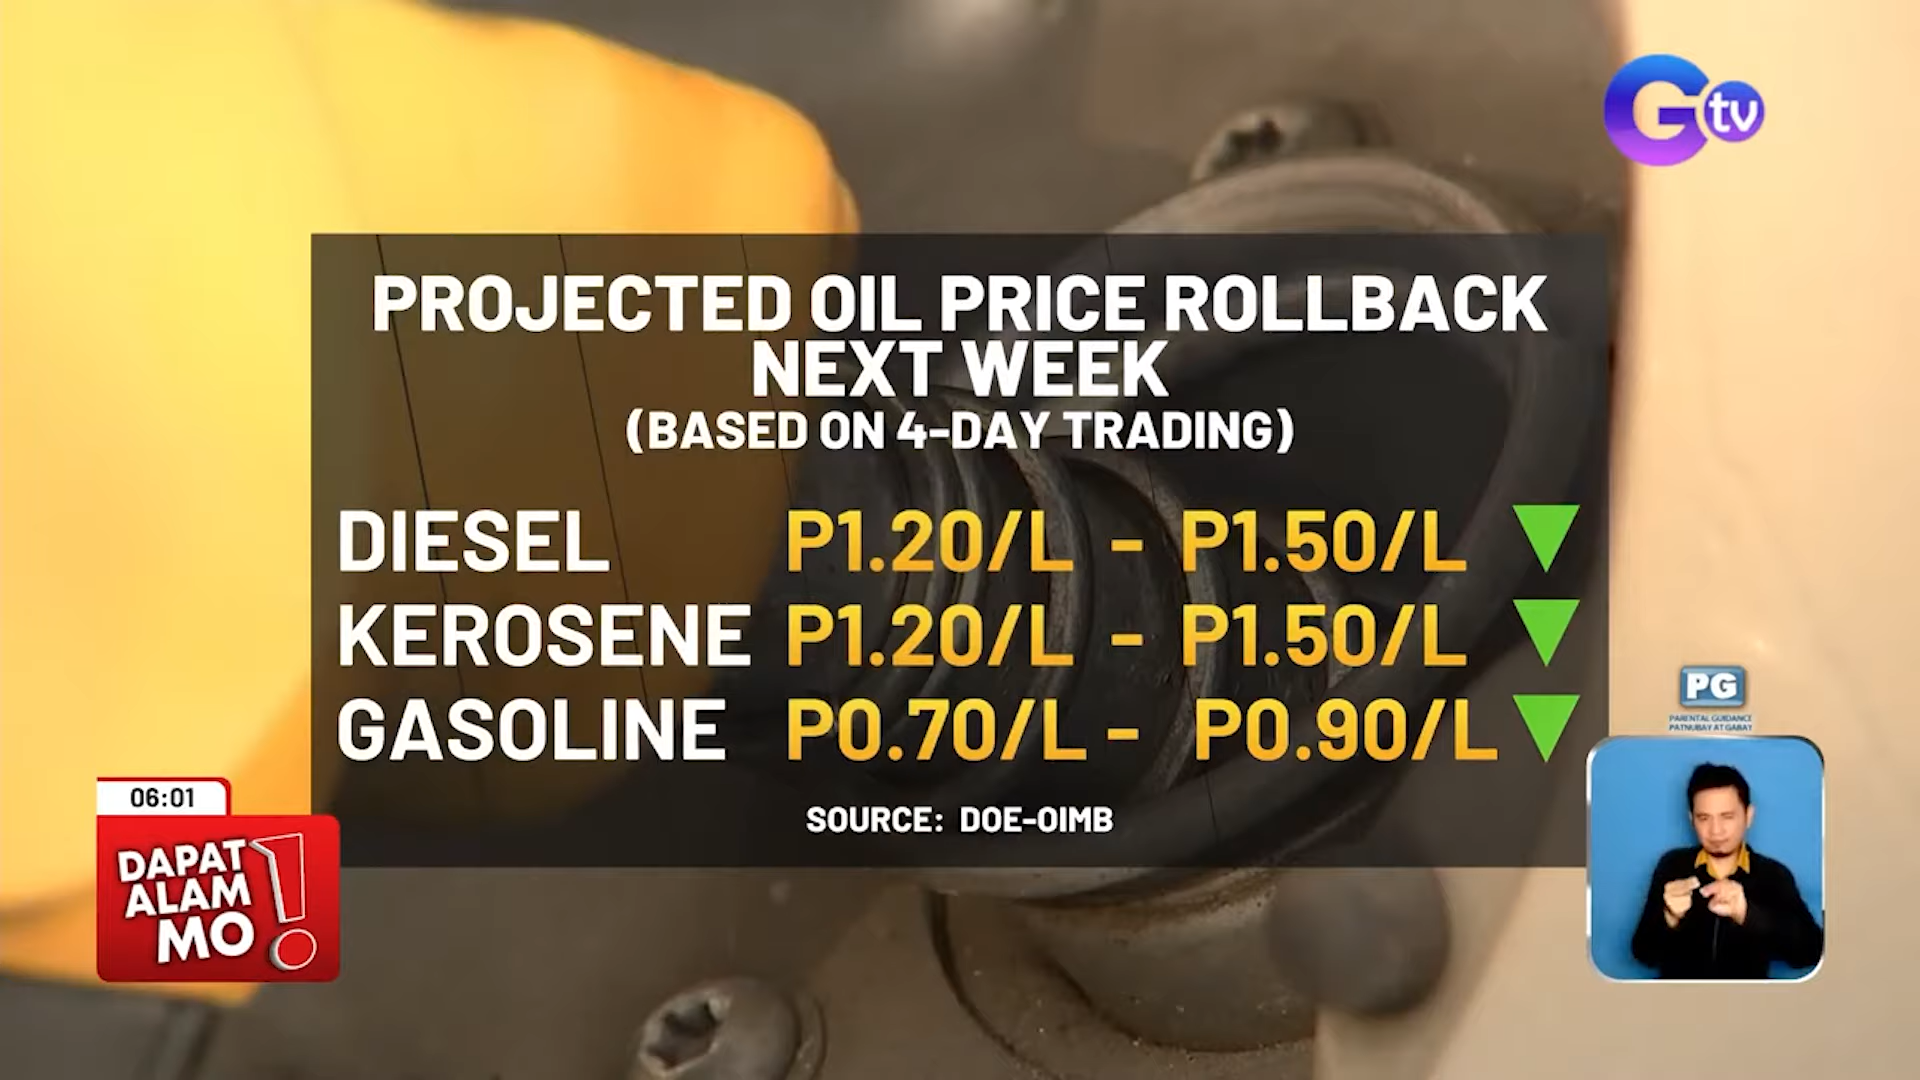 Gtv
PROJECTED OIL PRICE ROLLBACK
NEXT WEEK
(BASED ON 4-DAY TRADING)
DIESEL P1.20/L - P1.50/L
KEROSENE P1.20/L - P1.50/L
GASOLINE P0.70/L - P0.90/L
SOURCE: DOE-OIMB
PG
PARENTAL GUIDANCE
PATNUBAY AT GABAY
06:01
DAPAT
ALAM
MO!